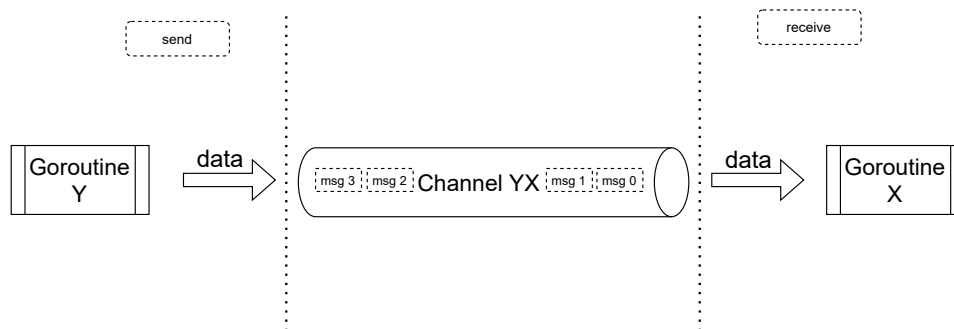 send
receive
Goroutine
Y
data
msg 3
msg 2
Channel YX
msg 1
msg 0
data
Goroutine
X